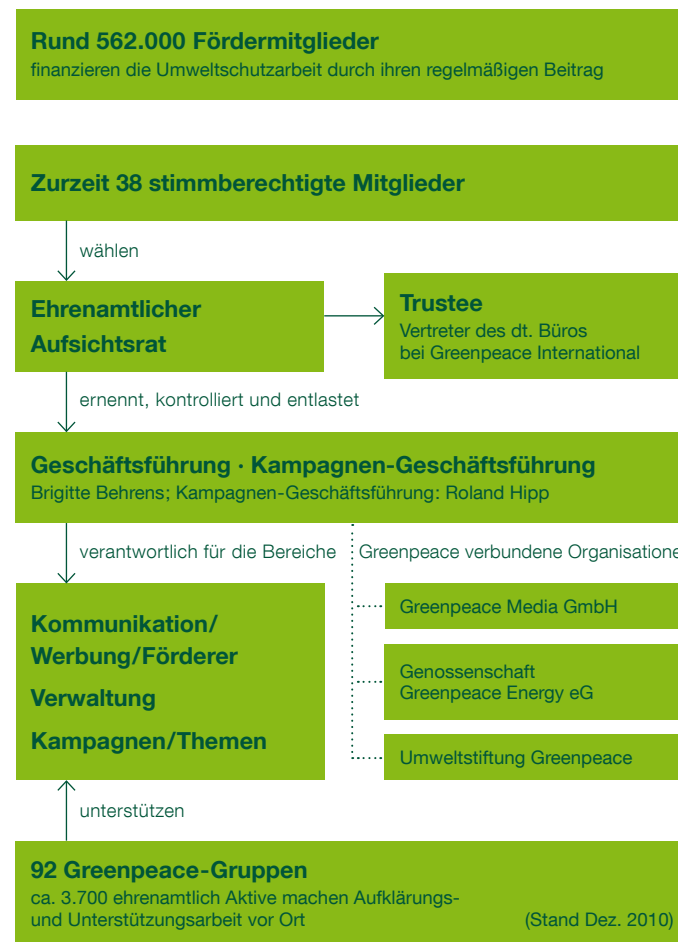 Rund 562.000 Fördermitglieder
finanzieren die Umweltschutzarbeit durch ihren regelmäßigen Beitrag
Zurzeit 38 stimmberechtigte Mitglieder
wählen
Ehrenamtlicher
Aufsichtsrat
Trustee
Vertreter des dt. Büros
bei Greenpeace International
ernennt, kontrolliert und entlastet
Geschäftsführung · Kampagnen-Geschäftsführung
Brigitte Behrens; Kampagnen-Geschäftsführung: Roland Hipp
verantwortlich für die Bereiche
Greenpeace verbundene Organisatione
Kommunikation/
Werbung/Förderer
Verwaltung
Kampagnen/Themen
Greenpeace Media GmbH
Genossenschaft
Greenpeace Energy eG
Umweltstiftung Greenpeace
unterstützen
92 Greenpeace-Gruppen
ca. 3.700 ehrenamtlich Aktive machen Aufklärungs-
und Unterstützungsarbeit vor Ort
(Stand Dez. 2010)